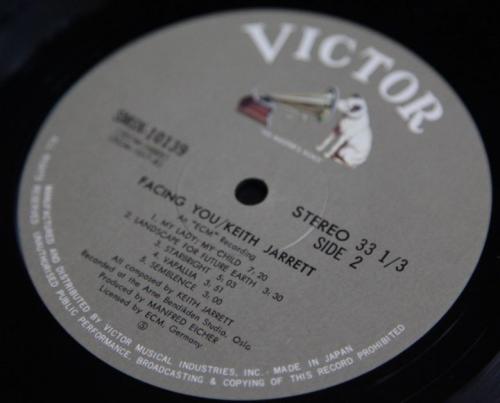 VICTOR
"HIS MASTER'S VOICE"
SMJX-10139
STEREO 33 1/3
SIDE 2
FACING YOU/KEITH JARRETT
An "ECM" Recording
1. MY LADY; MY CHILD 7; 20
2. LANDSCAPE FOR FUTURE EARTH 3; 30
3. STARBRIGHT 5; 03
4. VAPALLIA 3; 51
5. SEMBLENCE 3; 00
All composed by KEITH JARRETT
Recorded at the Arne Bendiksen Studio, Oslo
Produced by MANFRED EICHER
Licensed by ECM, Germany
Ⓢ
ALL RIGHTS RESERVED. UNAUTHORISED PUBLIC PERFORMANCE, BROADCASTING & COPYING OF THIS RECORD PROHIBITED
MANUFACTURED AND DISTRIBUTED BY VICTOR MUSICAL INDUSTRIES, INC. · MADE IN JAPAN